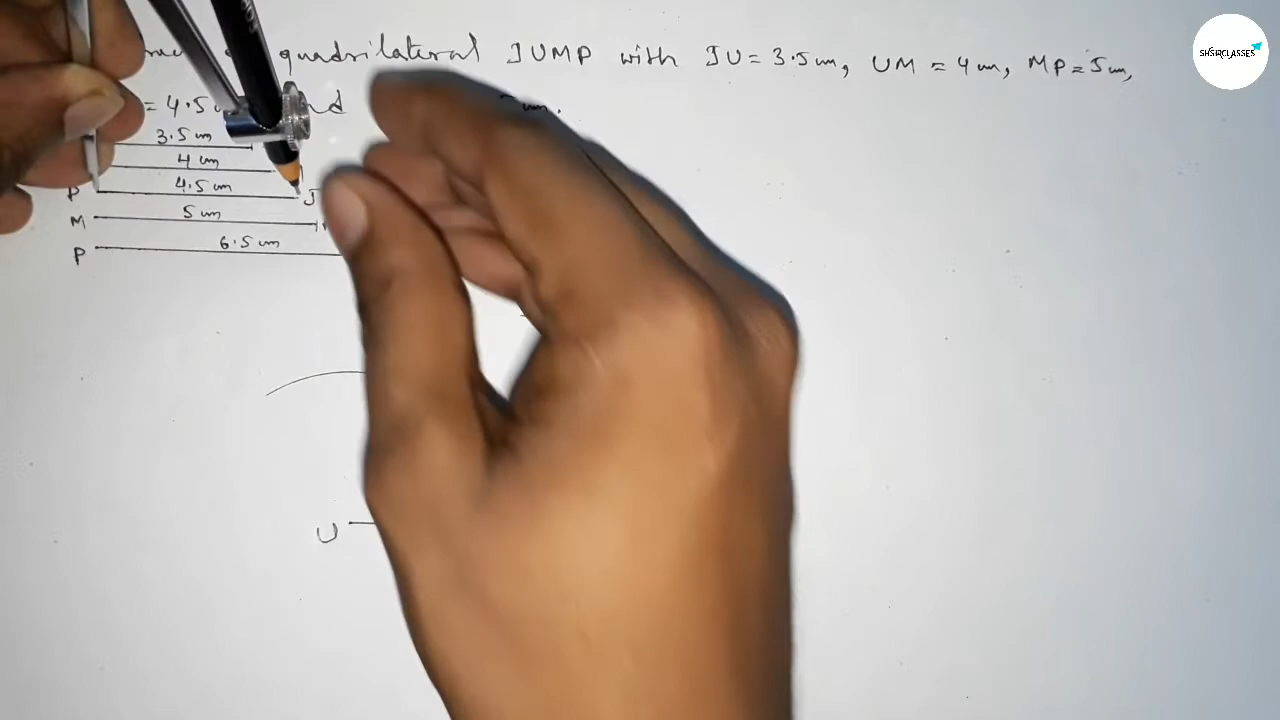 quadrilateral JUMP with JU = 3.5 cm, UM = 4 cm, MP = 5 cm,
= 4.5
3.5 cm
4 cm
P 4.5 cm J
M 5 cm
P 6.5 cm
U
SHSIRCLASSES